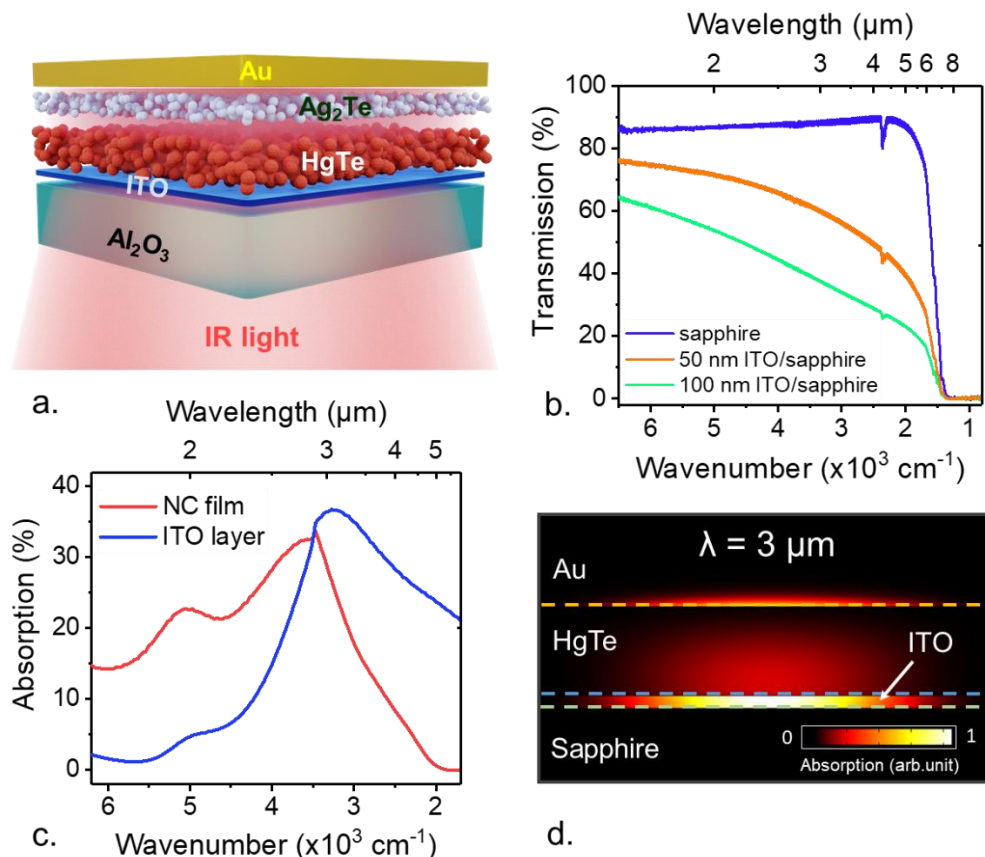 Au
Ag₂Te
HgTe
ITO
Al₂O₃
IR light
a.
Wavelength (µm)
2 3 4 5 6 8
100
80
60
40
20
0
Transmission (%)
sapphire
50 nm ITO/sapphire
100 nm ITO/sapphire
6 5 4 3 2 1
Wavenumber (x10³ cm⁻¹)
b.
Wavelength (µm)
2 3 4 5
40
30
20
10
0
Absorption (%)
NC film
ITO layer
6 5 4 3 2
Wavenumber (x10³ cm⁻¹)
c.
λ = 3 µm
Au
HgTe
ITO
Sapphire
0 1
Absorption (arb.unit)
d.